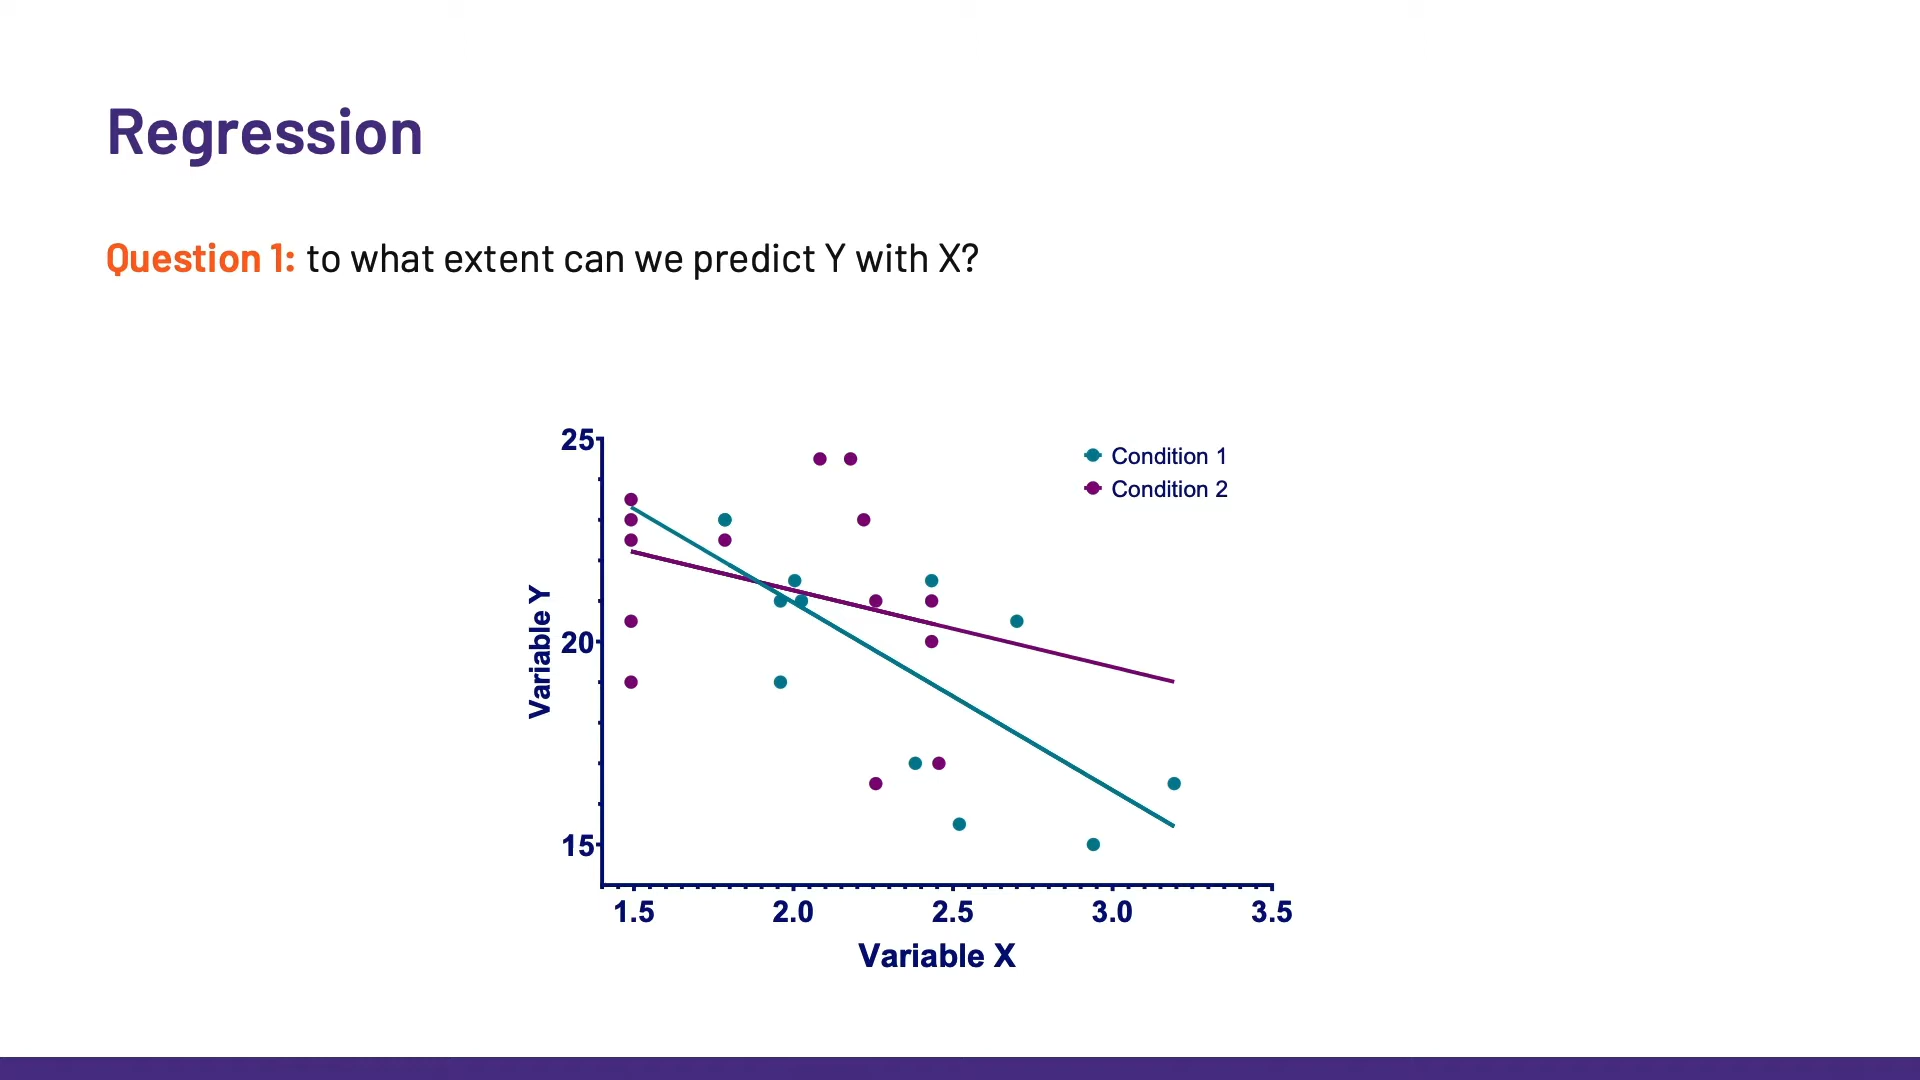 Regression
Question 1: to what extent can we predict Y with X?
25
20
15
Variable Y
Condition 1
Condition 2
1.5 2.0 2.5 3.0 3.5
Variable X